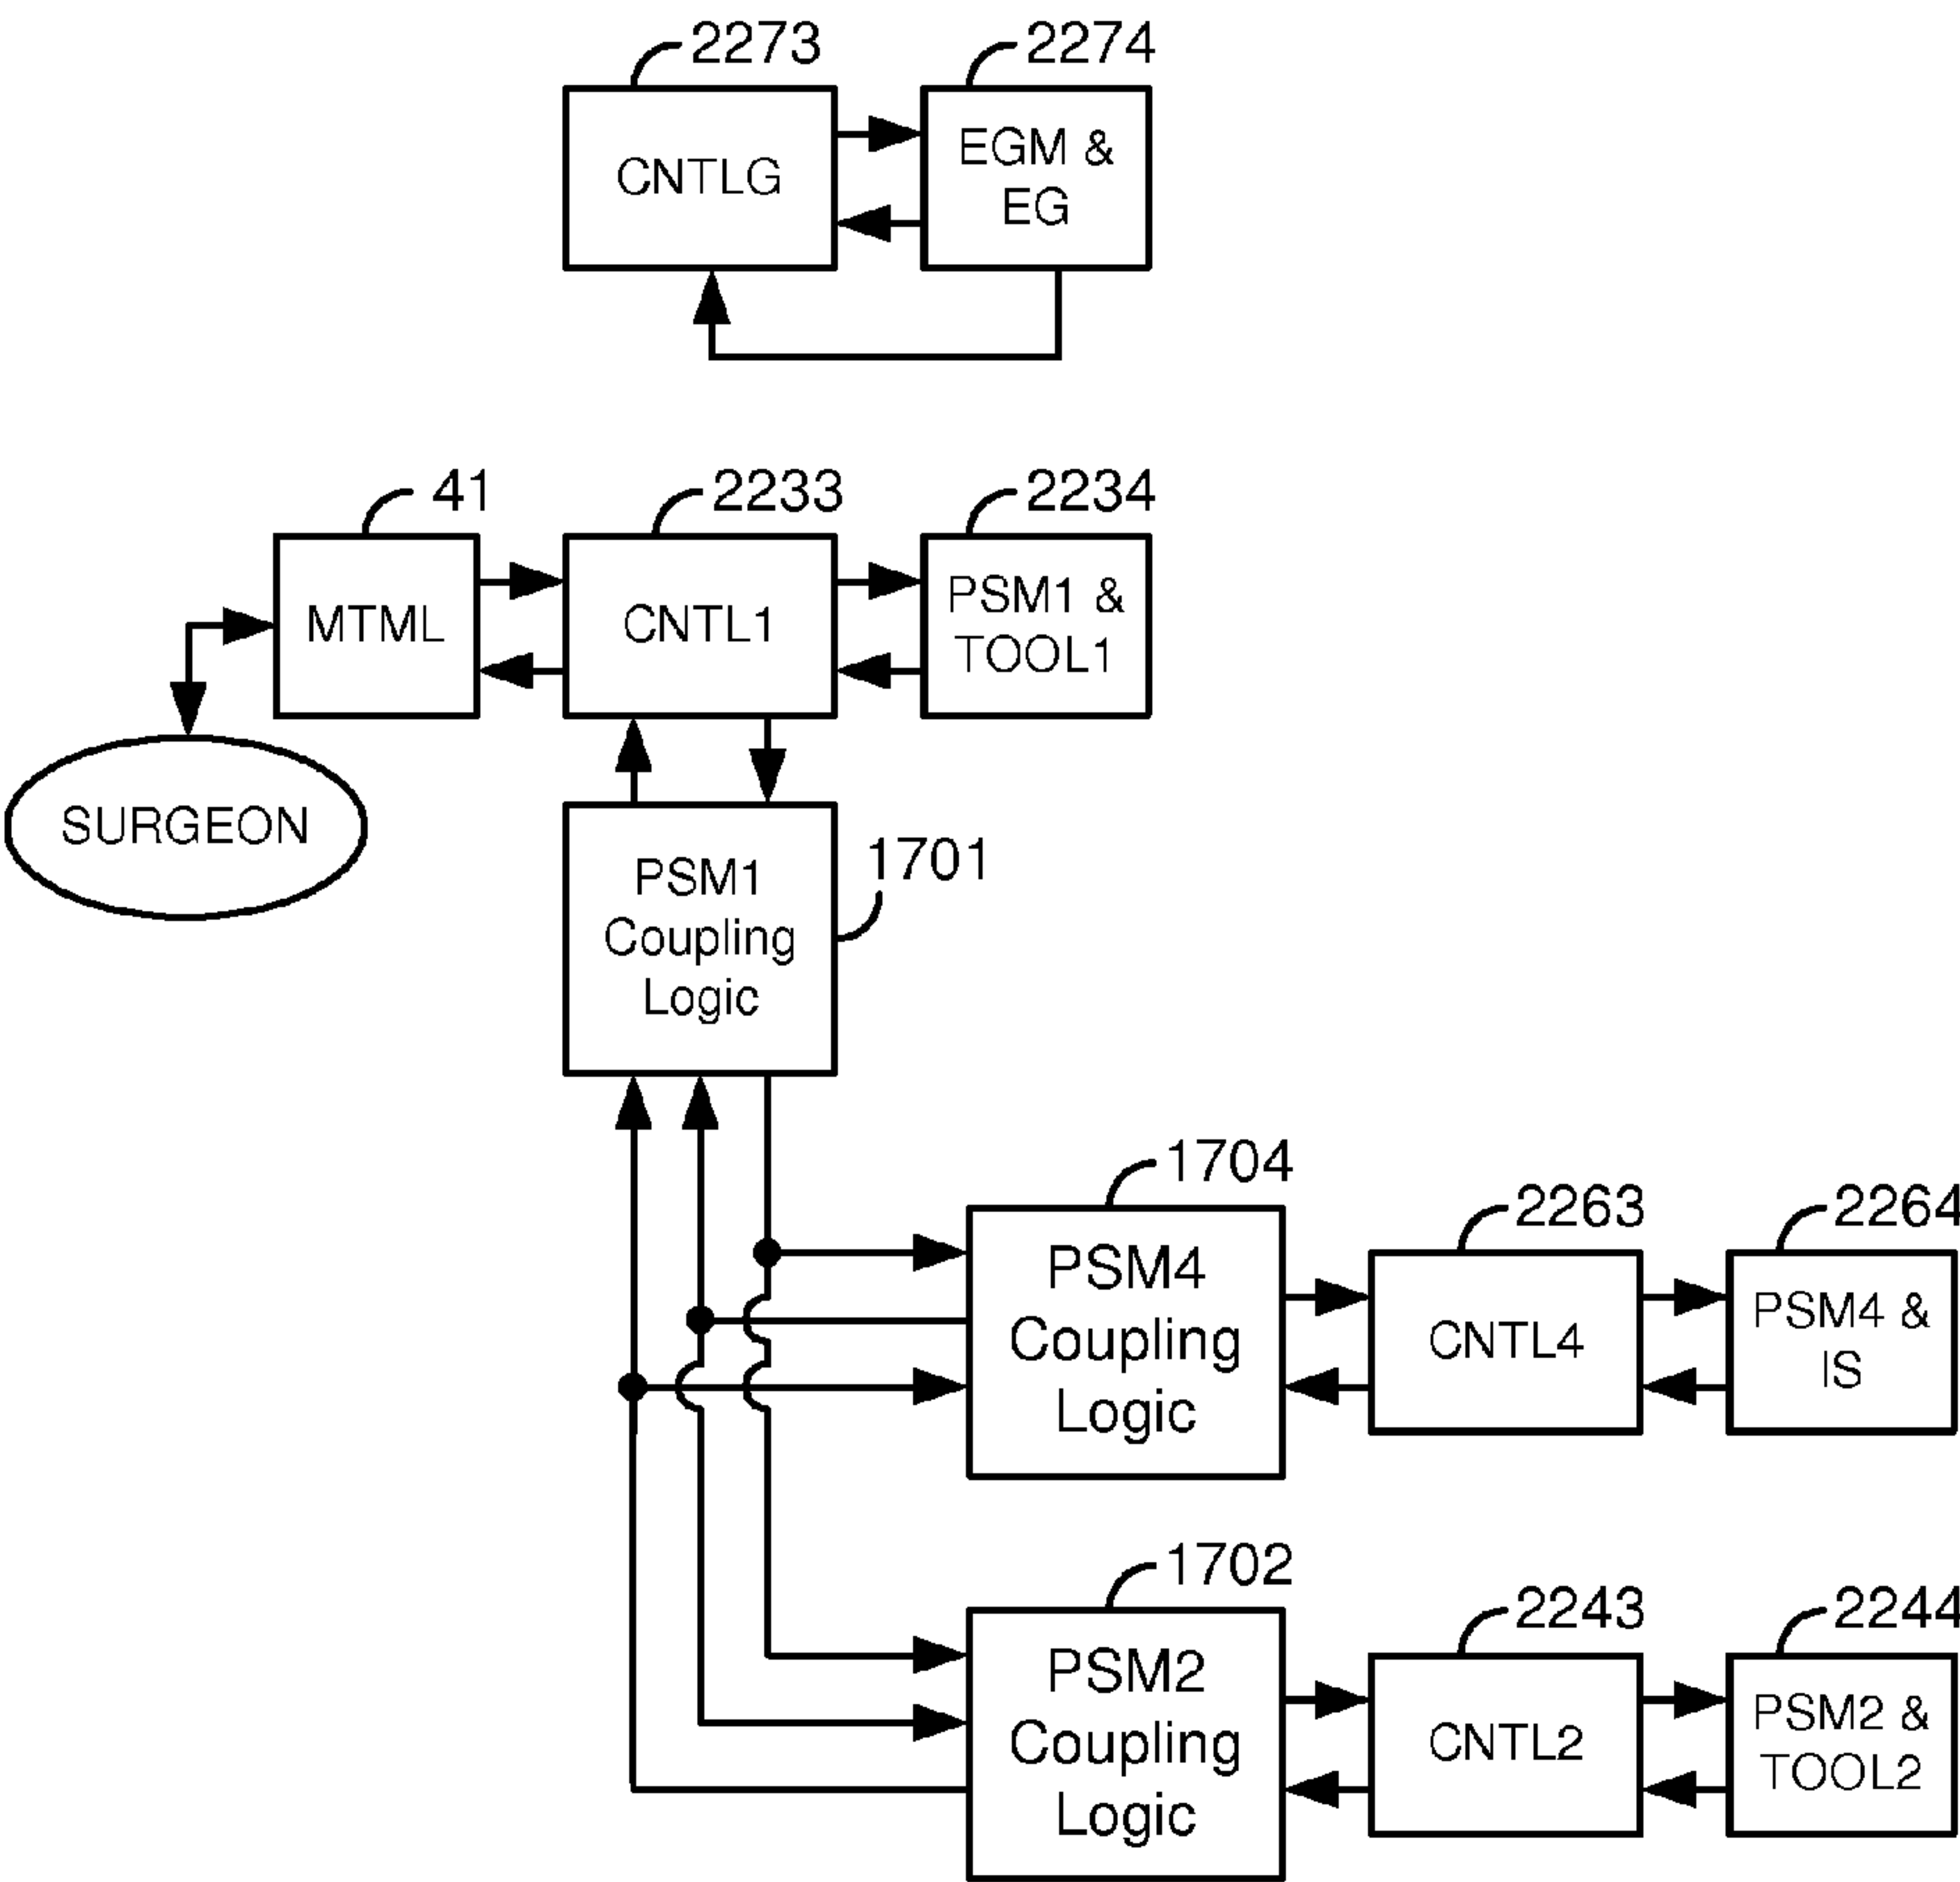 2273
2274
CNTLG
EGM &
EG
41
2233
2234
MTML
CNTL1
PSM1 &
TOOL1
SURGEON
PSM1
Coupling
Logic
1701
1704
2263
2264
PSM4
Coupling
Logic
CNTL4
PSM4 &
IS
1702
2243
2244
PSM2
Coupling
Logic
CNTL2
PSM2 &
TOOL2